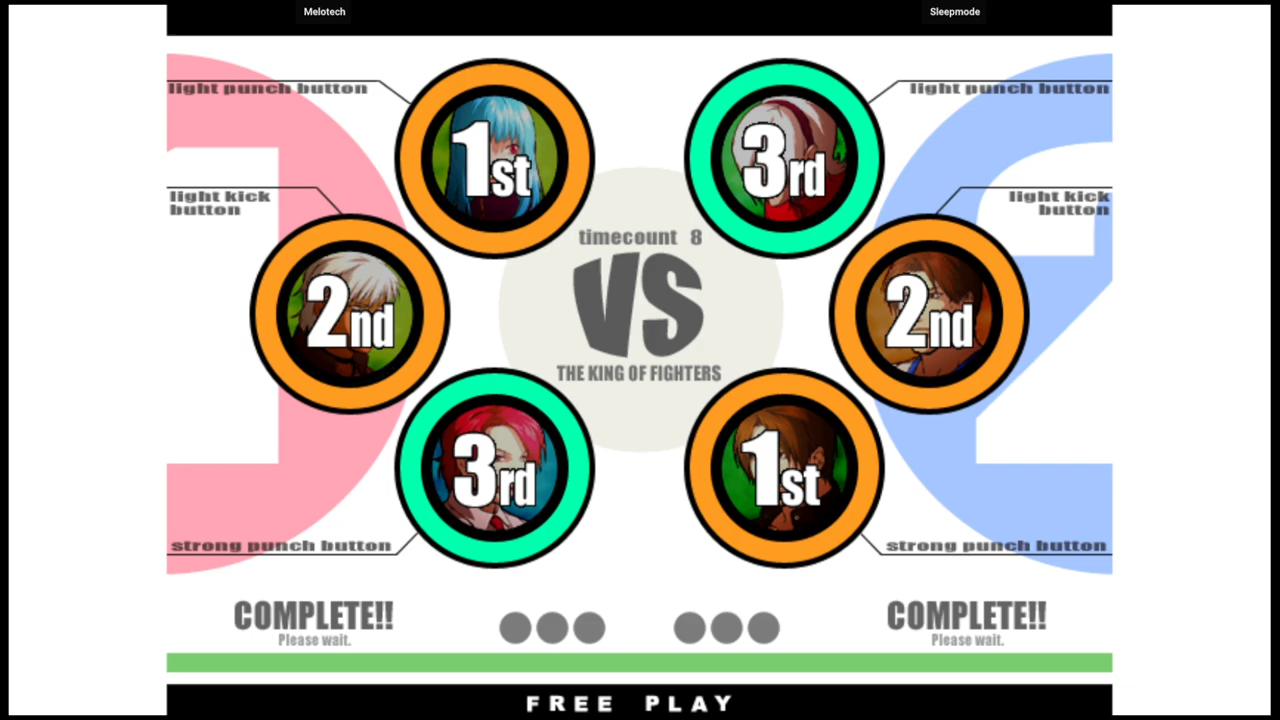 Melotech
Sleepmode
light punch button
light punch button
1st
3rd
light kick
button
light kick
button
timecount 8
VS
2nd
2nd
THE KING OF FIGHTERS
3rd
1st
strong punch button
strong punch button
COMPLETE!!
Please wait.
COMPLETE!!
Please wait.
FREE PLAY